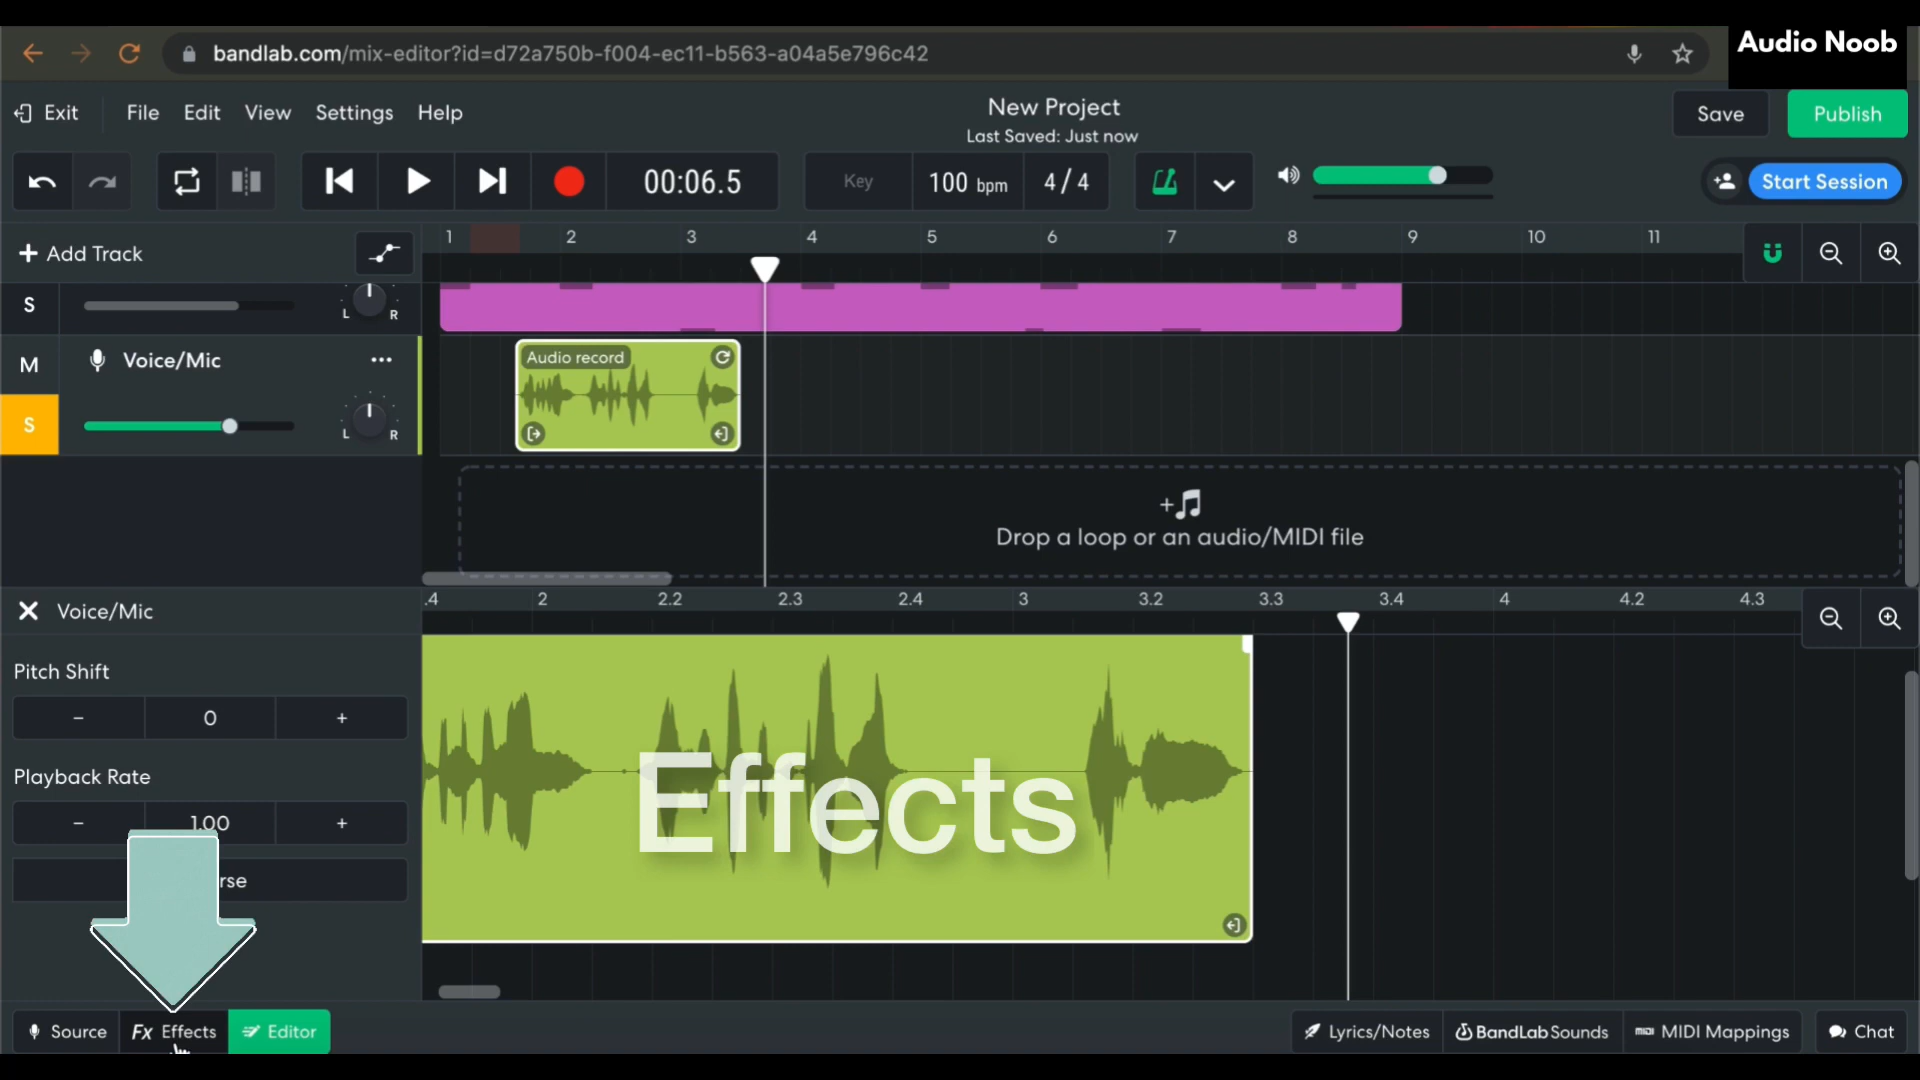 bandlab.com/mix-editor?id=d72a750b-f004-ec11-b563-a04a5e796c42
Audio Noob
Exit File Edit View Settings Help
New Project
Last Saved: Just now
Save Publish
00:06.5 Key 100 bpm 4/4 Start Session
+ Add Track
1 2 3 4 5 6 7 8 9 10 11
S L R
M Voice/Mic ...
Audio record
S L R
Drop a loop or an audio/MIDI file
Voice/Mic
.4 2 2.2 2.3 2.4 3 3.2 3.3 3.4 4 4.2 4.3
Pitch Shift
- 0 +
Playback Rate
- 1.00 +
rse
Effects
Source Fx Effects Editor Lyrics/Notes BandLab Sounds MIDI Mappings Chat